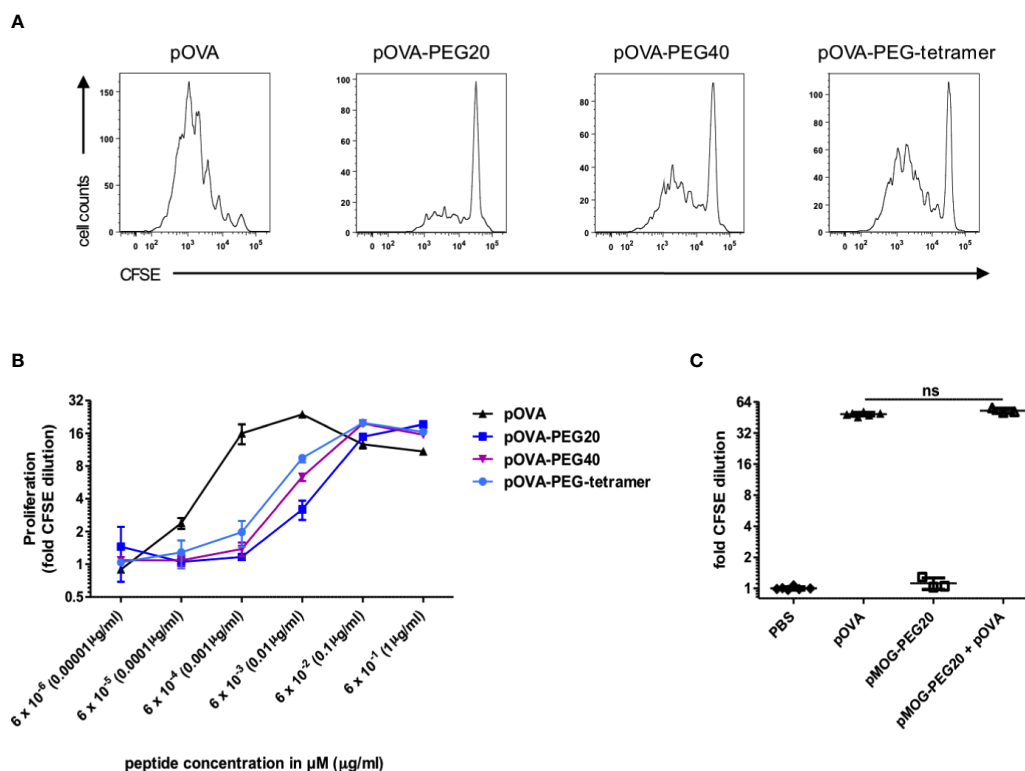 A
pOVA
pOVA-PEG20
pOVA-PEG40
pOVA-PEG-tetramer
cell counts
150
100
50
0
0 10² 10³ 10⁴ 10⁵
100
80
60
40
20
0
0 10² 10³ 10⁴ 10⁵
80
60
40
20
0
0 10² 10³ 10⁴ 10⁵
100
80
60
40
20
0
0 10² 10³ 10⁴ 10⁵
CFSE
B
Proliferation
(fold CFSE dilution)
32
16
8
4
2
1
0.5
6 x 10⁻⁶ (0.00001µg/ml)
6 x 10⁻⁵ (0.0001µg/ml)
6 x 10⁻⁴ (0.001µg/ml)
6 x 10⁻³ (0.01µg/ml)
6 x 10⁻² (0.1µg/ml)
6 x 10⁻¹ (1µg/ml)
peptide concentration in µM (µg/ml)
pOVA
pOVA-PEG20
pOVA-PEG40
pOVA-PEG-tetramer
C
ns
fold CFSE dilution
64
32
16
8
4
2
1
PBS
pOVA
pMOG-PEG20
pMOG-PEG20 + pOVA